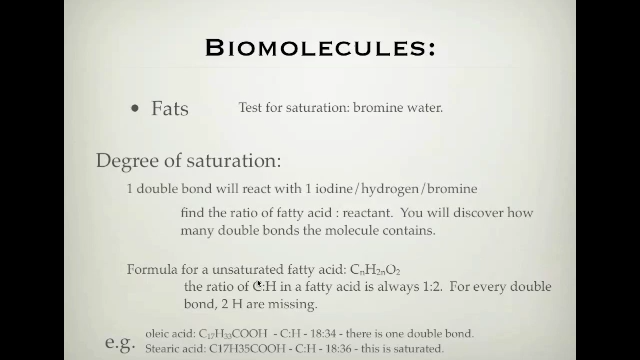 BIOMOLECULES:
• Fats Test for saturation: bromine water.
Degree of saturation:
1 double bond will react with 1 iodine/hydrogen/bromine
find the ratio of fatty acid : reactant. You will discover how
many double bonds the molecule contains.
Formula for a unsaturated fatty acid: CₙH₂ₙO₂
the ratio of C:H in a fatty acid is always 1:2. For every double
bond, 2 H are missing.
e.g. oleic acid: C₁₇H₃₃COOH - C:H - 18:34 - there is one double bond.
Stearic acid: C17H35COOH - C:H - 18:36 - this is saturated.